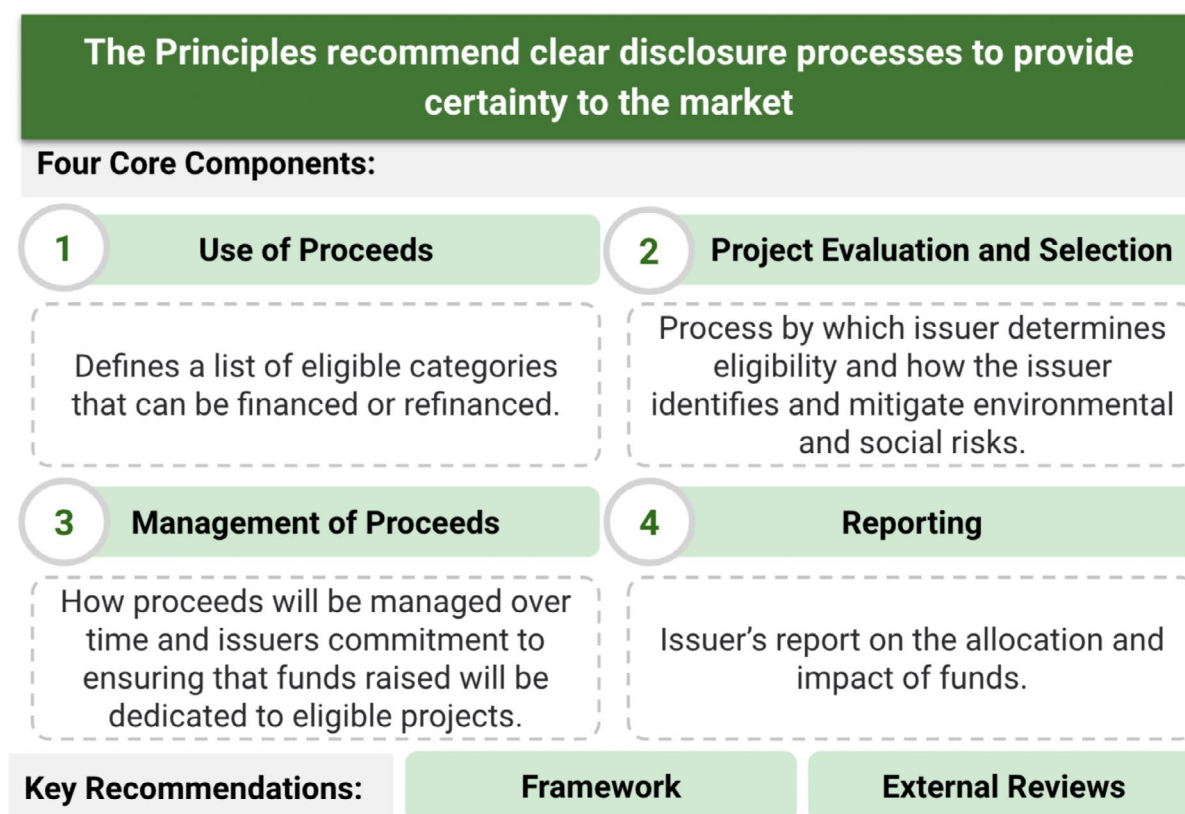 The Principles recommend clear disclosure processes to provide
certainty to the market
Four Core Components:
1
Use of Proceeds
Defines a list of eligible categories
that can be financed or refinanced.
2
Project Evaluation and Selection
Process by which issuer determines
eligibility and how the issuer
identifies and mitigate environmental
and social risks.
3
Management of Proceeds
How proceeds will be managed over
time and issuers commitment to
ensuring that funds raised will be
dedicated to eligible projects.
4
Reporting
Issuer’s report on the allocation and
impact of funds.
Key Recommendations:
Framework
External Reviews